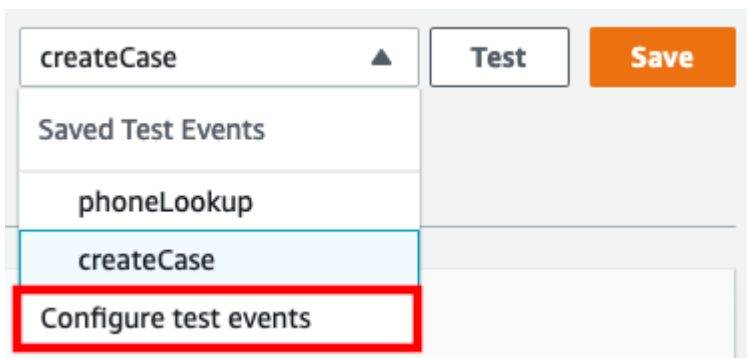 createCase Test Save
Saved Test Events
phoneLookup
createCase
Configure test events